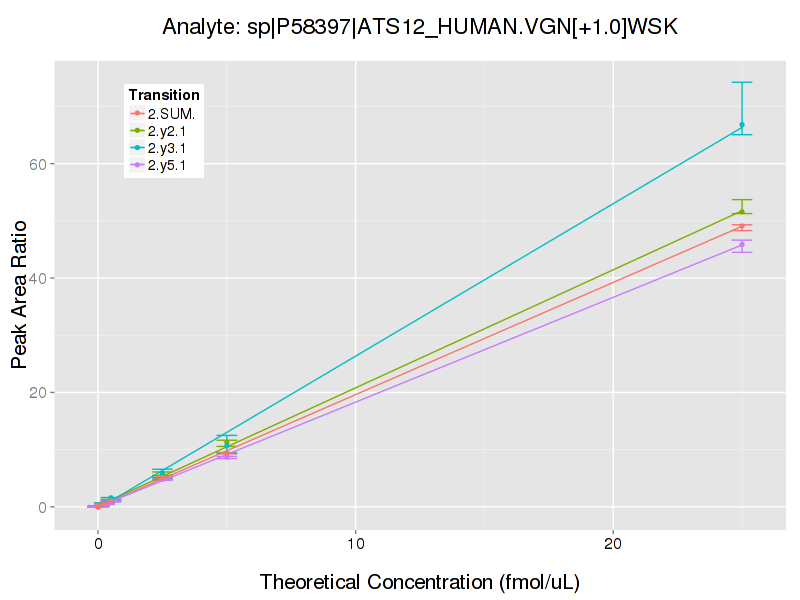 Analyte: sp|P58397|ATS12_HUMAN.VGN[+1.0]WSK
Transition
2.SUM.
2.y2.1
2.y3.1
2.y5.1
Peak Area Ratio
60
40
20
0
0 10 20
Theoretical Concentration (fmol/uL)